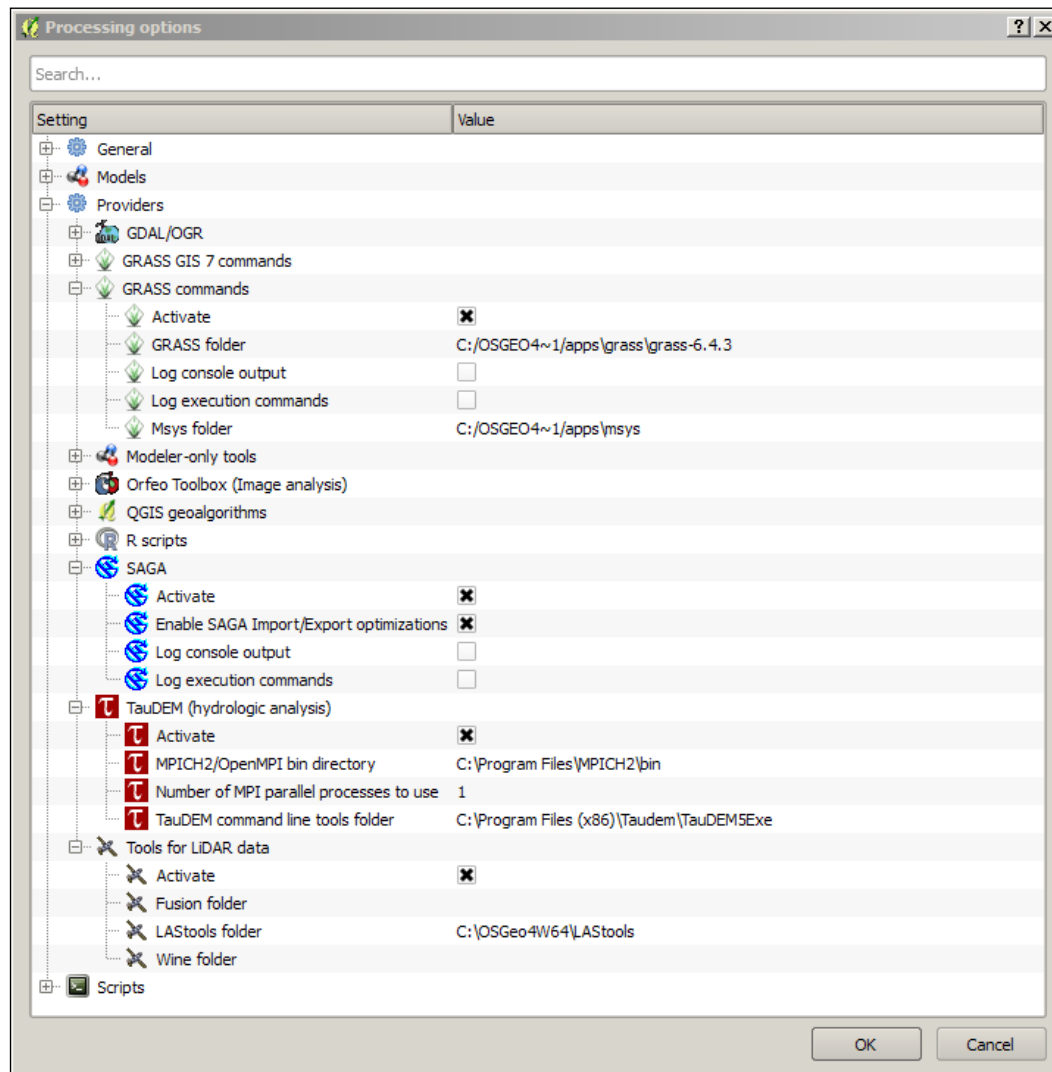 Processing options
Search...
Setting Value
General
Models
Providers
GDAL/OGR
GRASS GIS 7 commands
GRASS commands
Activate
GRASS folder C:/OSGEO4~1/apps\grass\grass-6.4.3
Log console output
Log execution commands
Msys folder C:/OSGEO4~1/apps\msys
Modeler-only tools
Orfeo Toolbox (Image analysis)
QGIS geoalgorithms
R scripts
SAGA
Activate
Enable SAGA Import/Export optimizations
Log console output
Log execution commands
TauDEM (hydrologic analysis)
Activate
MPICH2/OpenMPI bin directory C:\Program Files\MPICH2\bin
Number of MPI parallel processes to use 1
TauDEM command line tools folder C:\Program Files (x86)\Taudem\TauDEM5Exe
Tools for LiDAR data
Activate
Fusion folder
LAStools folder C:\OSGeo4W64\LAStools
Wine folder
Scripts
OK Cancel